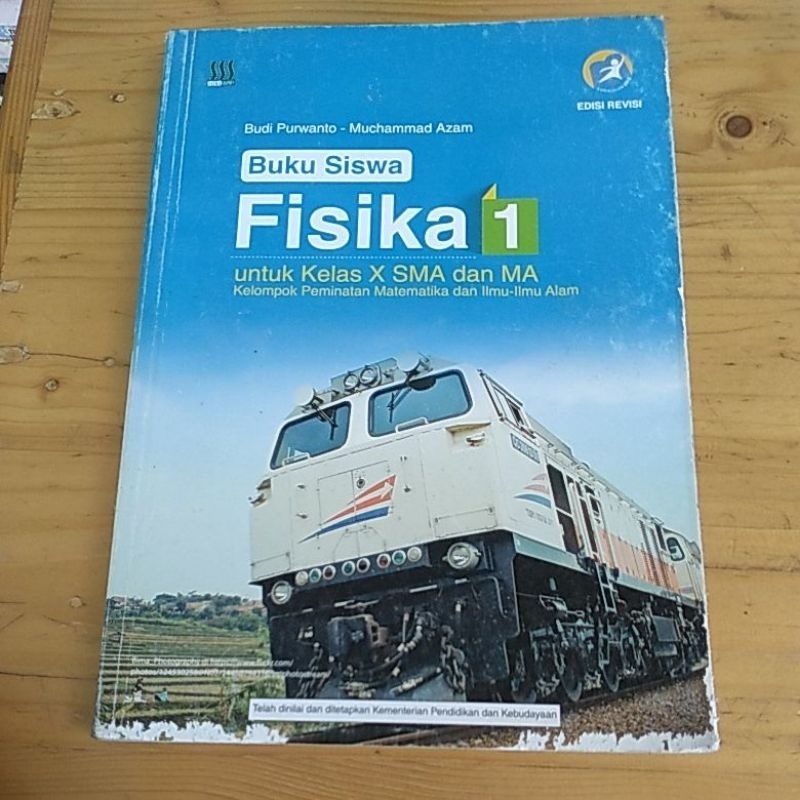 EDISI REVISI
Budi Purwanto - Muchammad Azam
Buku Siswa
Fisika 1
untuk Kelas X SMA dan MA
Kelompok Peminatan Matematika dan Ilmu-Ilmu Alam
Telah dinilai dan ditetapkan Kementerian Pendidikan dan Kebudayaan